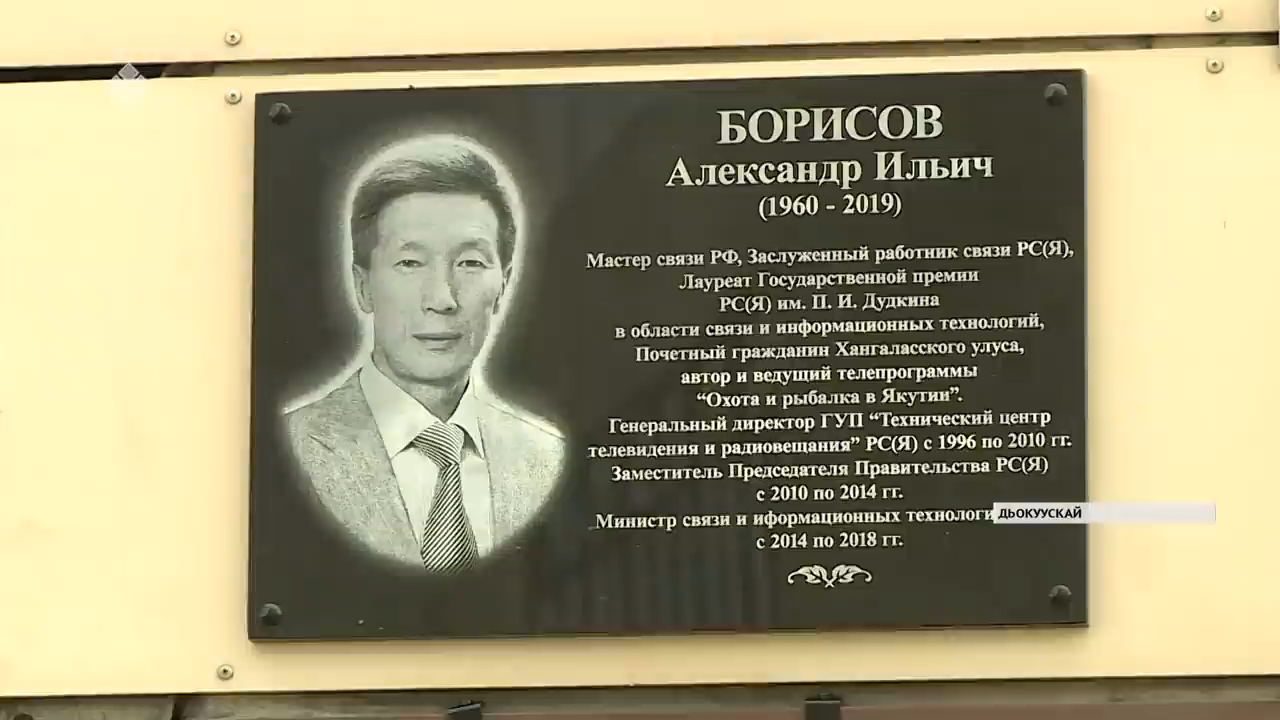 БОРИСОВ
Александр Ильич
(1960 - 2019)
Мастер связи РФ, Заслуженный работник связи РС(Я),
Лауреат Государственной премии
РС(Я) им. П. И. Дудкина
в области связи и информационных технологий,
Почетный гражданин Хангаласского улуса,
автор и ведущий телепрограммы
“Охота и рыбалка в Якутии”.
Генеральный директор ГУП “Технический центр
телевидения и радиовещания” РС(Я) с 1996 по 2010 гг.
Заместитель Председателя Правительства РС(Я)
с 2010 по 2014 гг.
Министр связи и иформационных
с 2014 по 2018 гг.
ДЬОКУУСКАЙ